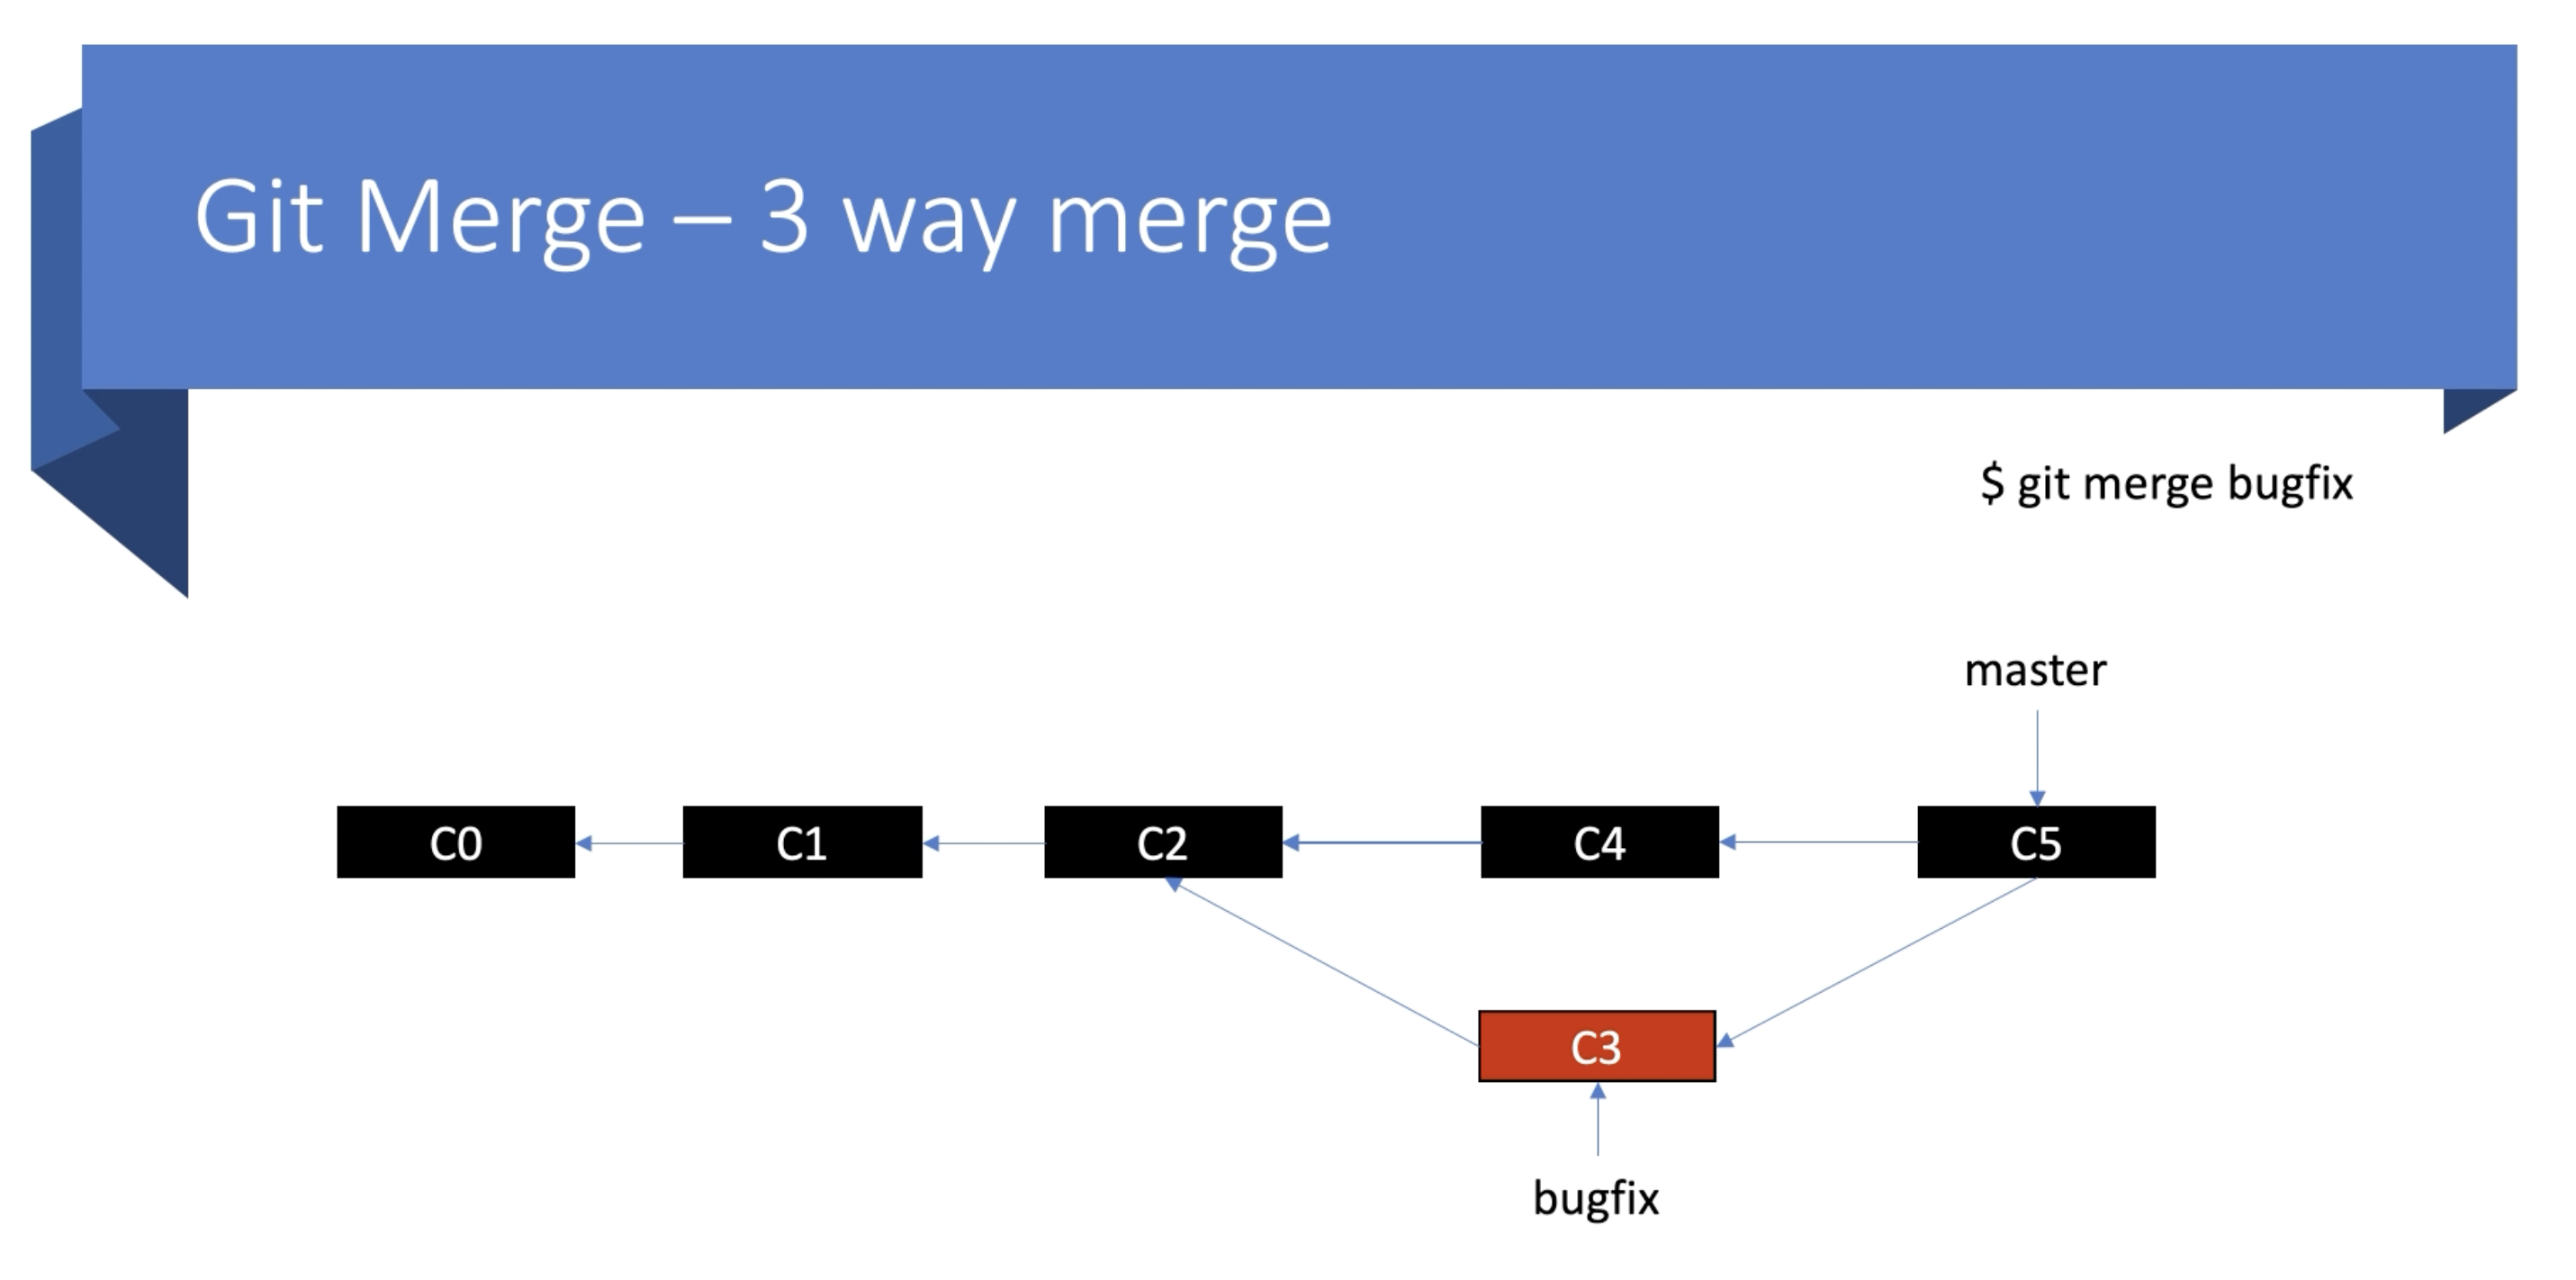 Git Merge – 3 way merge
$ git merge bugfix
master
C0
C1
C2
C4
C5
C3
bugfix